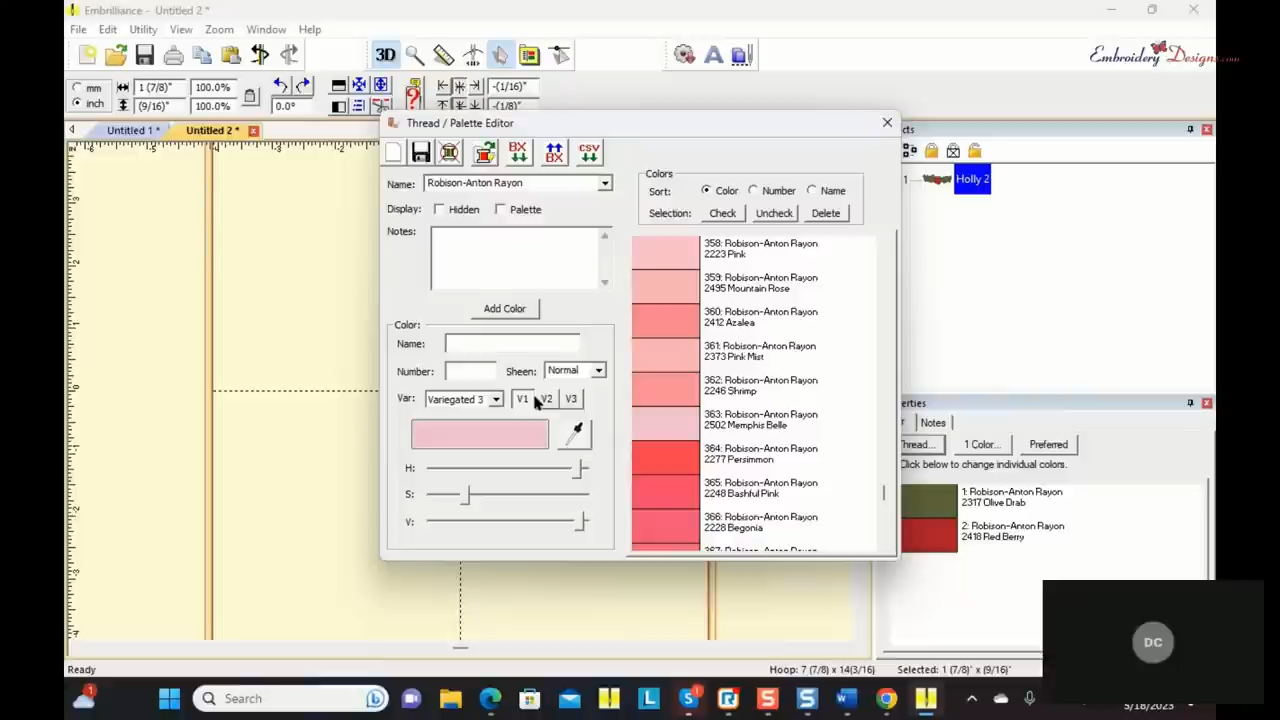 Embrilliance - Untitled 2 *
File Edit Utility View Zoom Window Help
3D
Embroidery Designs.com
mm 1 (7/8)" 100.0% -(1/16)"
inch (9/16)" 100.0% 0.0° -(1/8)"
Untitled 1 * Untitled 2 *
Thread / Palette Editor
BX BX CSV
Name: Robison-Anton Rayon
Display: Hidden Palette
Notes:
Add Color
Color:
Name:
Number: Sheen: Normal
Var: Variegated 3 V1 V2 V3
H:
S:
V:
Colors
Sort: Color Number Name
Selection: Check Uncheck Delete
358: Robison-Anton Rayon
2223 Pink
359: Robison-Anton Rayon
2495 Mountain Rose
360: Robison-Anton Rayon
2412 Azalea
361: Robison-Anton Rayon
2373 Pink Mist
362: Robison-Anton Rayon
2246 Shrimp
363: Robison-Anton Rayon
2502 Memphis Belle
364: Robison-Anton Rayon
2277 Persimmon
365: Robison-Anton Rayon
2248 Bashful Pink
366: Robison-Anton Rayon
2228 Begonia
cts
1 Holly 2
erties
Notes
hread... 1 Color... Preferred
Click below to change individual colors.
1: Robison-Anton Rayon
2317 Olive Drab
2: Robison-Anton Rayon
2418 Red Berry
DC
Ready
Hoop: 7 (7/8) x 14(3/16) Selected: 1 (7/8)" x (9/16)"
Search
5/18/2023